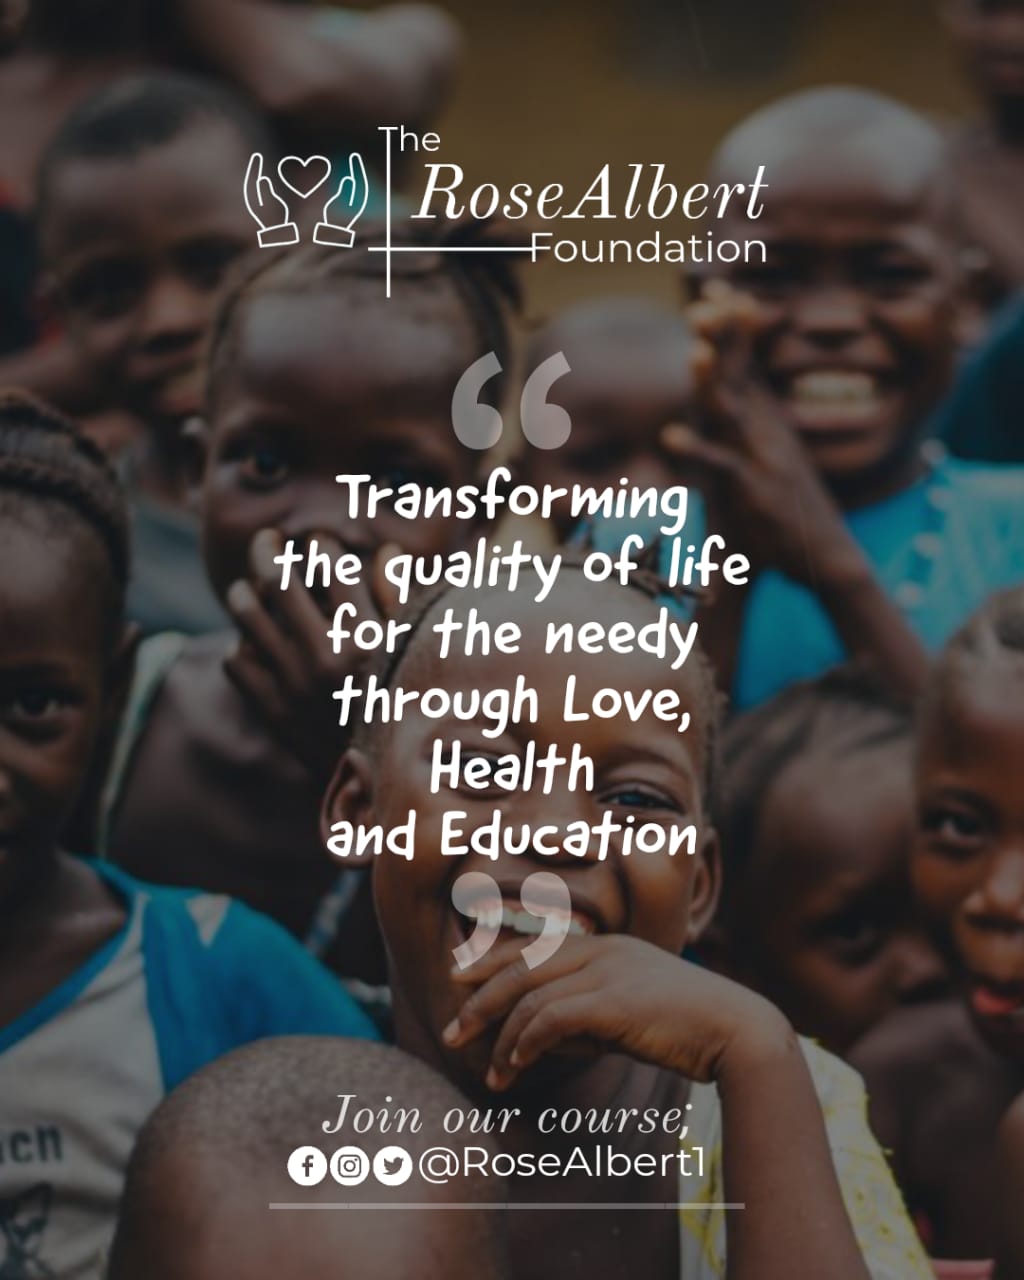 The
RoseAlbert
Foundation
“
Transforming
the quality of life
for the needy
through Love,
Health
and Education
”
Join our course;
@RoseAlbert1